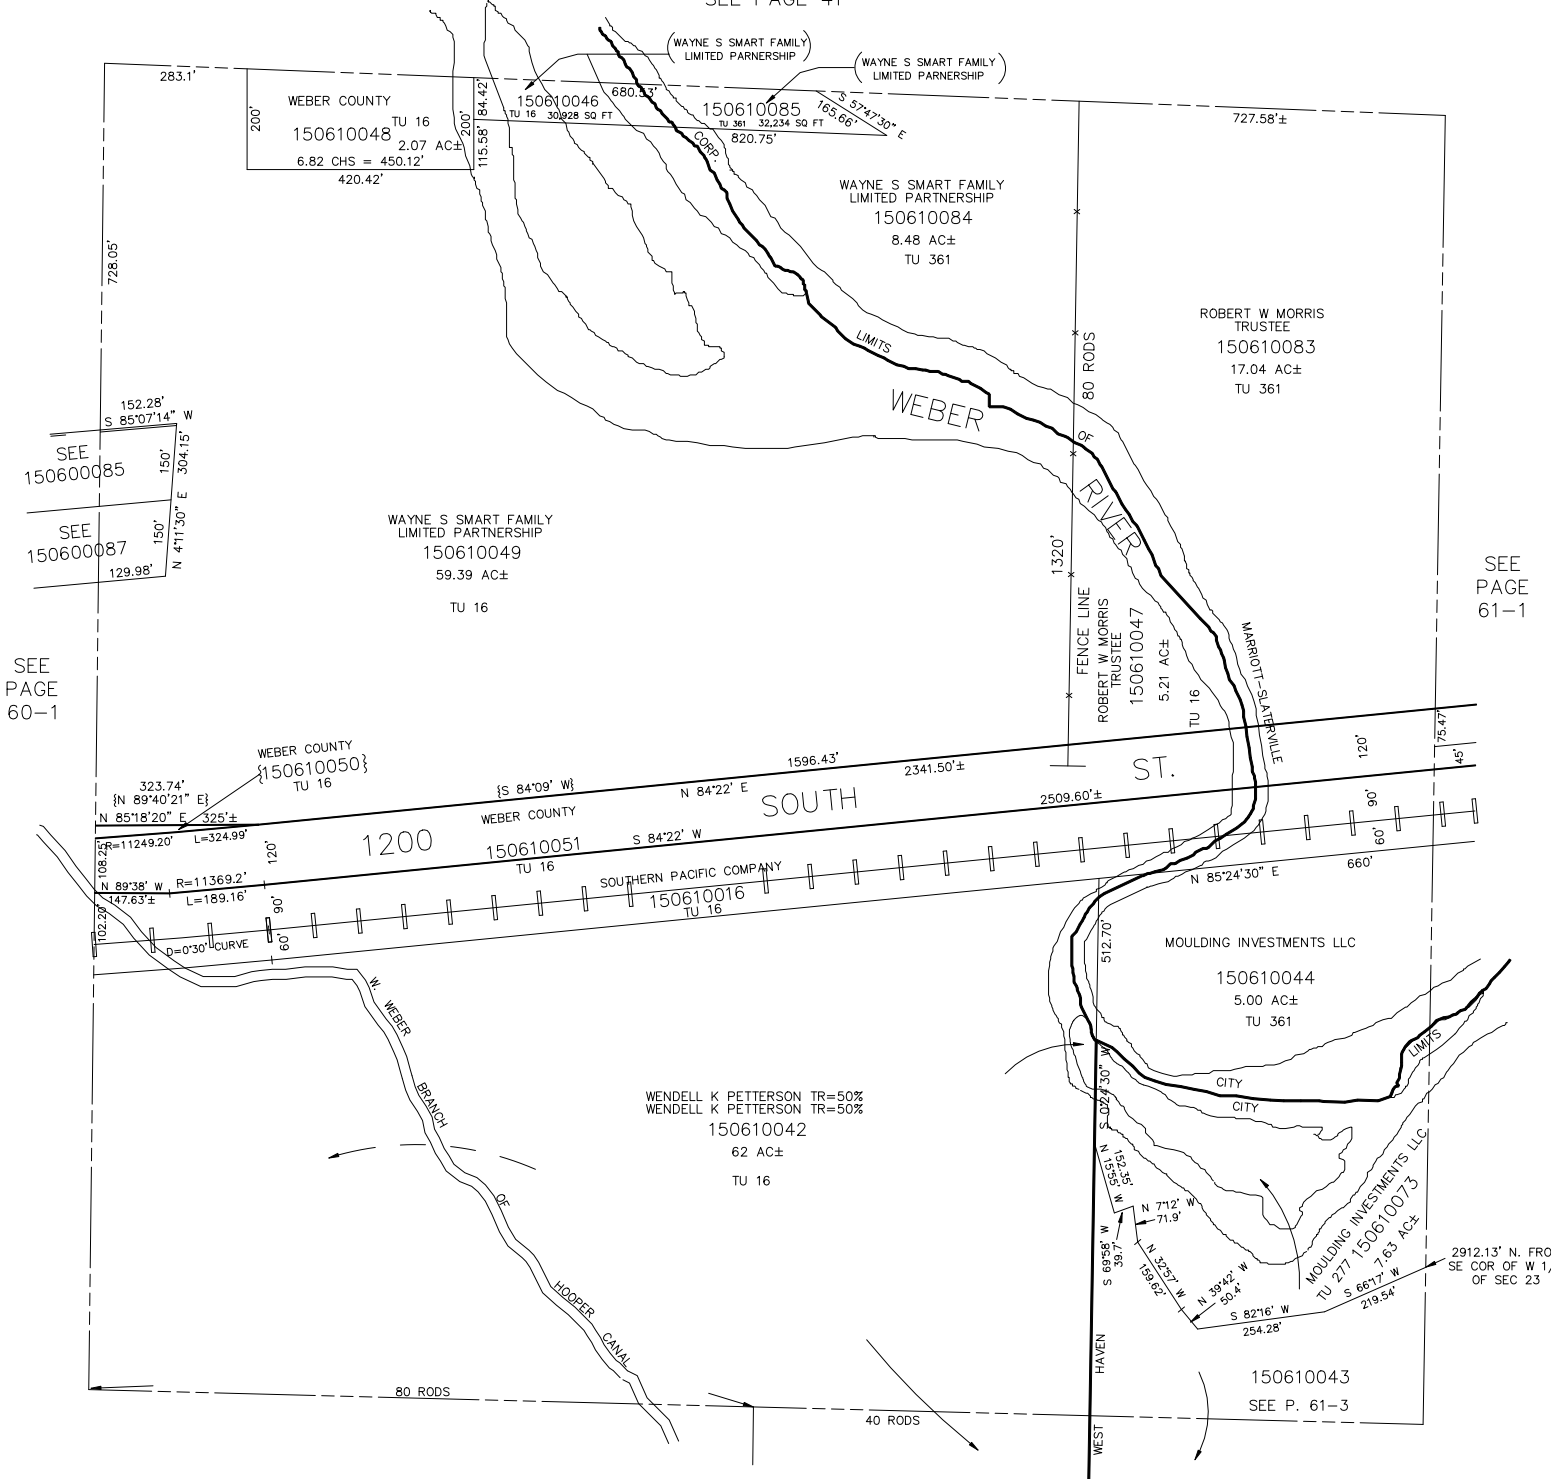 SEE PAGE 41
(WAYNE S SMART FAMILY
LIMITED PARNERSHIP)
(WAYNE S SMART FAMILY
LIMITED PARNERSHIP)
283.1'
200'
WEBER COUNTY
TU 16
150610048
2.07 AC±
6.82 CHS = 450.12'
420.42'
200'
84.42'
115.58'
150610046
TU 16 30,928 SQ FT
680.53'
150610085
TU 361 32,234 SQ FT
820.75'
S 57°47'30" E
165.66'
727.58'±
CORP.
728.05'
WAYNE S SMART FAMILY
LIMITED PARTNERSHIP
150610084
8.48 AC±
TU 361
ROBERT W MORRIS
TRUSTEE
150610083
17.04 AC±
TU 361
LIMITS
80 RODS
WEBER
OF
RIVER
152.28'
S 85°07'14" W
SEE
150600085
150'
304.15'
N 4°11'30" E
SEE
150600087
150'
129.98'
WAYNE S SMART FAMILY
LIMITED PARTNERSHIP
150610049
59.39 AC±
TU 16
1320'
FENCE LINE
ROBERT W MORRIS
TRUSTEE
150610047
5.21 AC±
TU 16
MARRIOTT-SLATERVILLE
SEE
PAGE
61-1
SEE
PAGE
60-1
WEBER COUNTY
{150610050}
TU 16
323.74'
{N 89°40'21" E}
N 85°18'20" E 325'±
R=11249.20' L=324.99'
108.25'
120'
{S 84°09' W}
1596.43'
N 84°22' E
2341.50'±
1200 SOUTH ST.
WEBER COUNTY
150610051
TU 16
S 84°22' W
2509.60'±
120'
75.47'
45'
90'
60'
N 89°38' W
147.63'±
R=11369.2'
L=189.16'
102.20'
90'
60'
D=0°30' CURVE
SOUTHERN PACIFIC COMPANY
150610016
TU 16
N 85°24'30" E
660'
512.70'
MOULDING INVESTMENTS LLC
150610044
5.00 AC±
TU 361
W. WEBER BRANCH OF HOOPER CANAL
WENDELL K PETTERSON TR=50%
WENDELL K PETTERSON TR=50%
150610042
62 AC±
TU 16
S 0°24'30" W
CITY
CITY
LIMITS
152.35'
N 15°55' W
N 7°12' W
71.9'
S 69°58' W
39.7'
N 32°57' W
159.62'
N 39°42' W
50.4'
S 82°16' W
254.28'
S 66°17' W
219.54'
MOULDING INVESTMENTS LLC
TU 277 150610073
7.63 AC±
2912.13' N. FRO
SE COR OF W 1/
OF SEC 23
150610043
SEE P. 61-3
80 RODS
40 RODS
WEST HAVEN